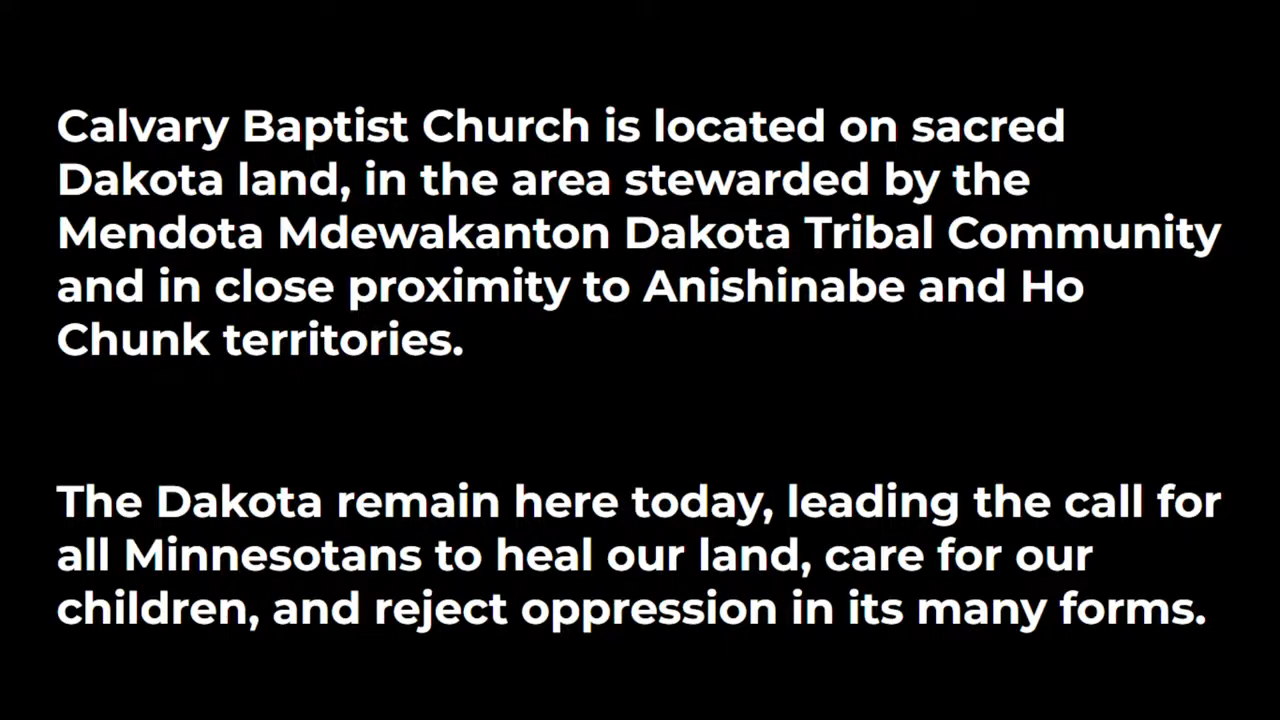 Calvary Baptist Church is located on sacred
Dakota land, in the area stewarded by the
Mendota Mdewakanton Dakota Tribal Community
and in close proximity to Anishinabe and Ho
Chunk territories.
The Dakota remain here today, leading the call for
all Minnesotans to heal our land, care for our
children, and reject oppression in its many forms.